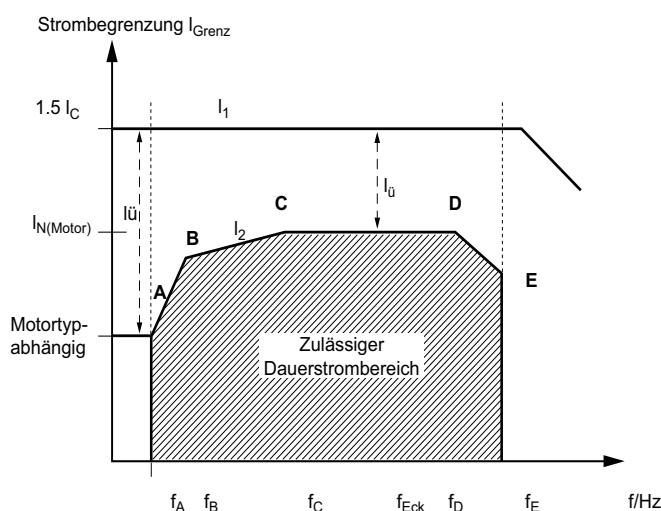 Strombegrenzung I_Grenz
1.5 I_C
I_1
Iü
I_ü
C
D
I_N(Motor)
B
I_2
E
A
Motortyp-
abhängig
Zulässiger
Dauerstrombereich
f_A f_B f_C f_Eck f_D f_E f/Hz